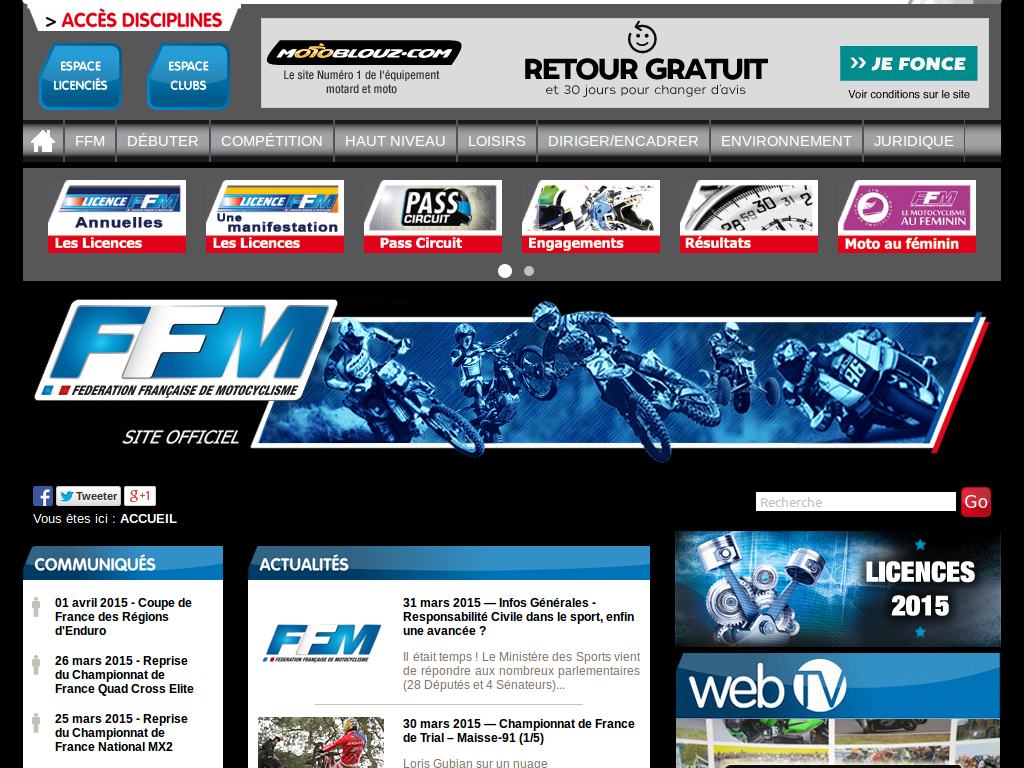 > ACCÈS DISCIPLINES
ESPACE
LICENCIÉS
ESPACE
CLUBS
MOTOBLOUZ·COM
Le site Numéro 1 de l'équipement
motard et moto
RETOUR GRATUIT
et 30 jours pour changer d'avis
>> JE FONCE
Voir conditions sur le site
FFM
DÉBUTER
COMPÉTITION
HAUT NIVEAU
LOISIRS
DIRIGER/ENCADRER
ENVIRONNEMENT
JURIDIQUE
LICENCE FFM
Annuelles
Les Licences
LICENCE FFM
Une
manifestation
Les Licences
PASS
CIRCUIT
Pass Circuit
Engagements
Résultats
FFM
LE MOTOCYCLISME
AU FÉMININ
Moto au féminin
FFM
FEDERATION FRANÇAISE DE MOTOCYCLISME
SITE OFFICIEL
Tweeter
g+1
Vous êtes ici : ACCUEIL
Recherche
Go
COMMUNIQUÉS
01 avril 2015 - Coupe de
France des Régions
d'Enduro
26 mars 2015 - Reprise
du Championnat de
France Quad Cross Elite
25 mars 2015 - Reprise
du Championnat de
France National MX2
ACTUALITÉS
FFM
FEDERATION FRANÇAISE DE MOTOCYCLISME
31 mars 2015 — Infos Générales -
Responsabilité Civile dans le sport, enfin
une avancée ?
Il était temps ! Le Ministère des Sports vient
de répondre aux nombreux parlementaires
(28 Députés et 4 Sénateurs)...
30 mars 2015 — Championnat de France
de Trial – Maisse-91 (1/5)
Loris Gubian sur un nuage
LICENCES
2015
web TV